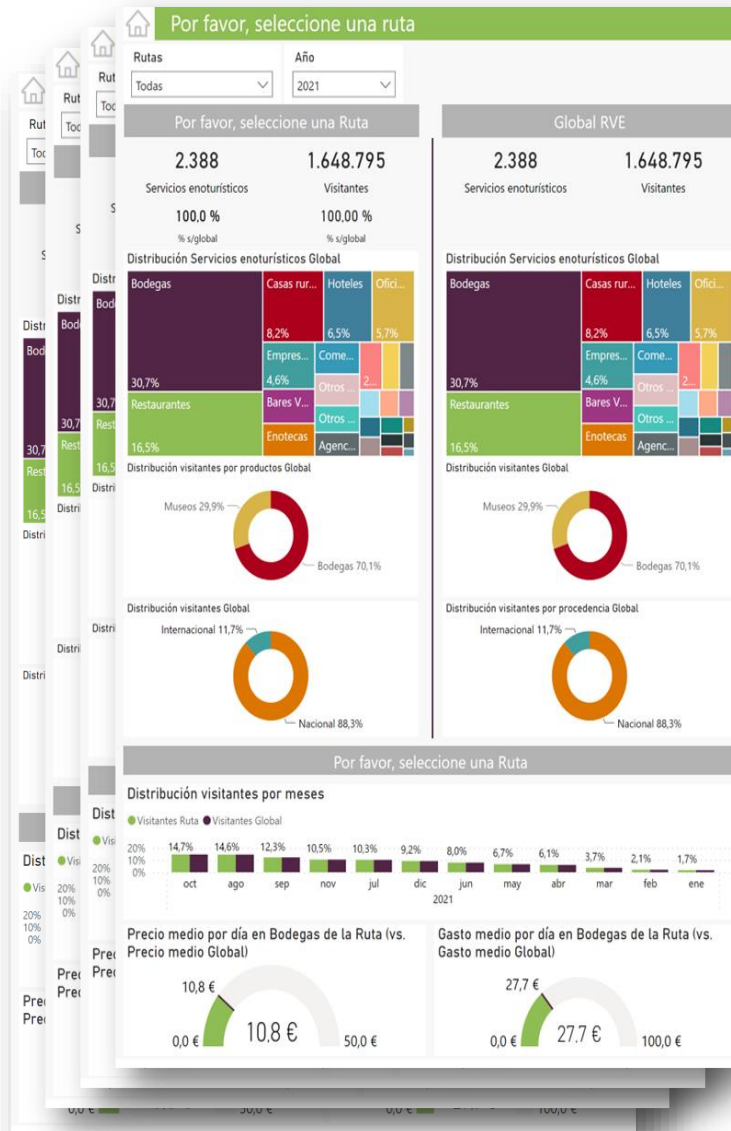 Por favor, seleccione una ruta
Rutas
Año
Todas
2021
Por favor, seleccione una Ruta
Global RVE
2.388
1.648.795
Servicios enoturísticos
Visitantes
100,0 %
100,00 %
% s/global
% s/global
2.388
1.648.795
Servicios enoturísticos
Visitantes
Distribución Servicios enoturísticos Global
Bodegas
30,7%
Restaurantes
16,5%
Casas rur...
8,2%
Hoteles
6,5%
Ofici...
5,7%
Empres...
4,6%
Come...
Otros ...
2...
Bares V...
Otros ...
Enotecas
Agenc...
Distribución Servicios enoturísticos Global
Bodegas
30,7%
Restaurantes
16,5%
Casas rur...
8,2%
Hoteles
6,5%
Ofici...
5,7%
Empres...
4,6%
Come...
Otros ...
2...
Bares V...
Otros ...
Enotecas
Agenc...
Distribución visitantes por productos Global
Museos 29,9%
Bodegas 70,1%
Distribución visitantes Global
Museos 29,9%
Bodegas 70,1%
Distribución visitantes Global
Internacional 11,7%
Nacional 88,3%
Distribución visitantes por procedencia Global
Internacional 11,7%
Nacional 88,3%
Por favor, seleccione una Ruta
Distribución visitantes por meses
Visitantes Ruta Visitantes Global
20%
10%
0%
14,7% 14,6% 12,3% 10,5% 10,3% 9,2% 8,0% 6,7% 6,1% 3,7% 2,1% 1,7%
oct ago sep nov jul dic jun may abr mar feb ene
2021
Precio medio por día en Bodegas de la Ruta (vs.
Precio medio Global)
10,8 €
0,0 €
10,8 €
50,0 €
Gasto medio por día en Bodegas de la Ruta (vs.
Gasto medio Global)
27,7 €
0,0 €
27,7 €
100,0 €